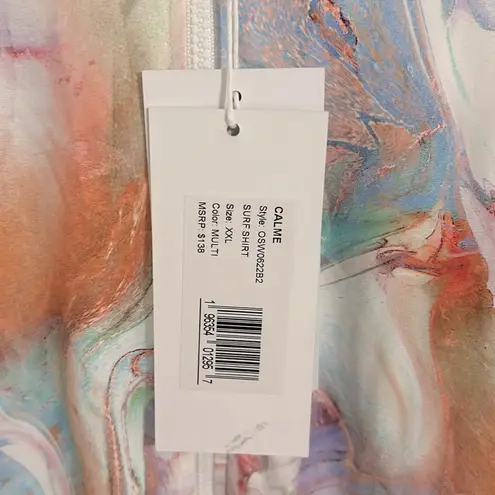 CALME
Style: OSW0622B2
SURF SHIRT
Size: XXL
Color: MULTI
MSRP: $138
1 96354 01295 7